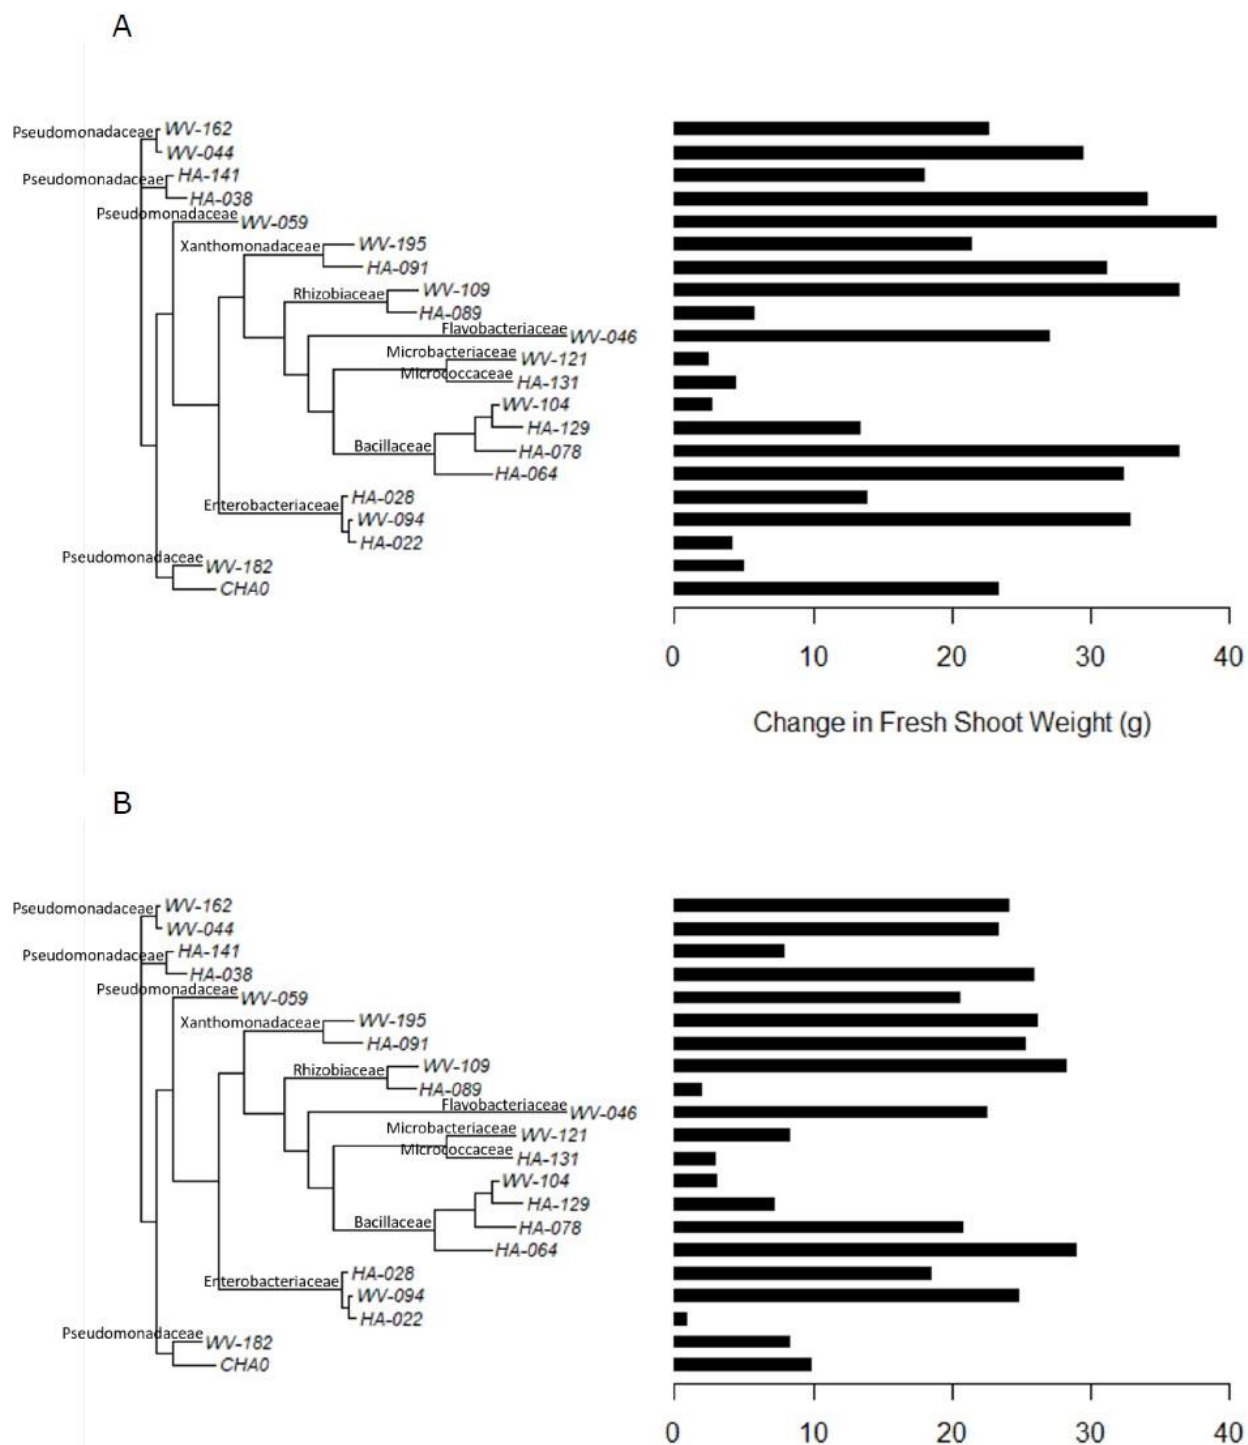 A
Pseudomonadaceae WV-162
WV-044
Pseudomonadaceae HA-141
HA-038
Pseudomonadaceae WV-059
Xanthomonadaceae WV-195
HA-091
Rhizobiaceae WV-109
HA-089
Flavobacteriaceae WV-046
Microbacteriaceae WV-121
Micrococcaceae HA-131
WV-104
HA-129
Bacillaceae HA-078
HA-064
Enterobacteriaceae HA-028
WV-094
HA-022
Pseudomonadaceae WV-182
CHA0
0 10 20 30 40
Change in Fresh Shoot Weight (g)
B
Pseudomonadaceae WV-162
WV-044
Pseudomonadaceae HA-141
HA-038
Pseudomonadaceae WV-059
Xanthomonadaceae WV-195
HA-091
Rhizobiaceae WV-109
HA-089
Flavobacteriaceae WV-046
Microbacteriaceae WV-121
Micrococcaceae HA-131
WV-104
HA-129
Bacillaceae HA-078
HA-064
Enterobacteriaceae HA-028
WV-094
HA-022
Pseudomonadaceae WV-182
CHA0
0 10 20 30 40